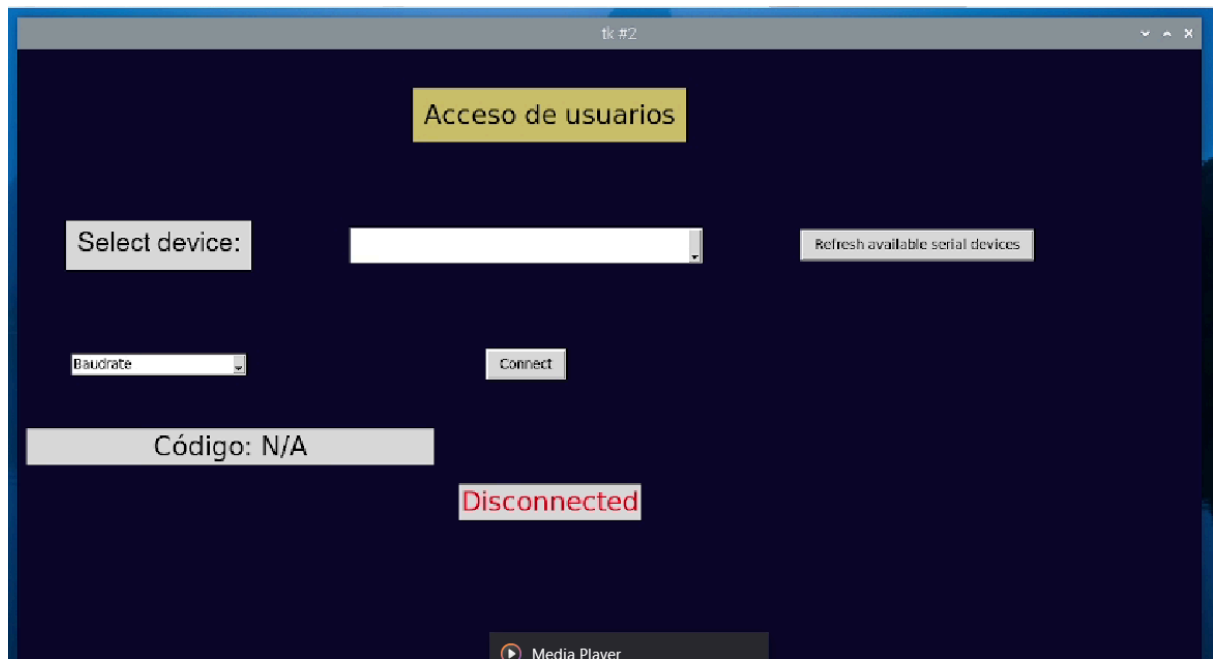 tk #2
Acceso de usuarios
Select device:
Refresh available serial devices
Baudrate
Connect
Código: N/A
Disconnected
Media Player